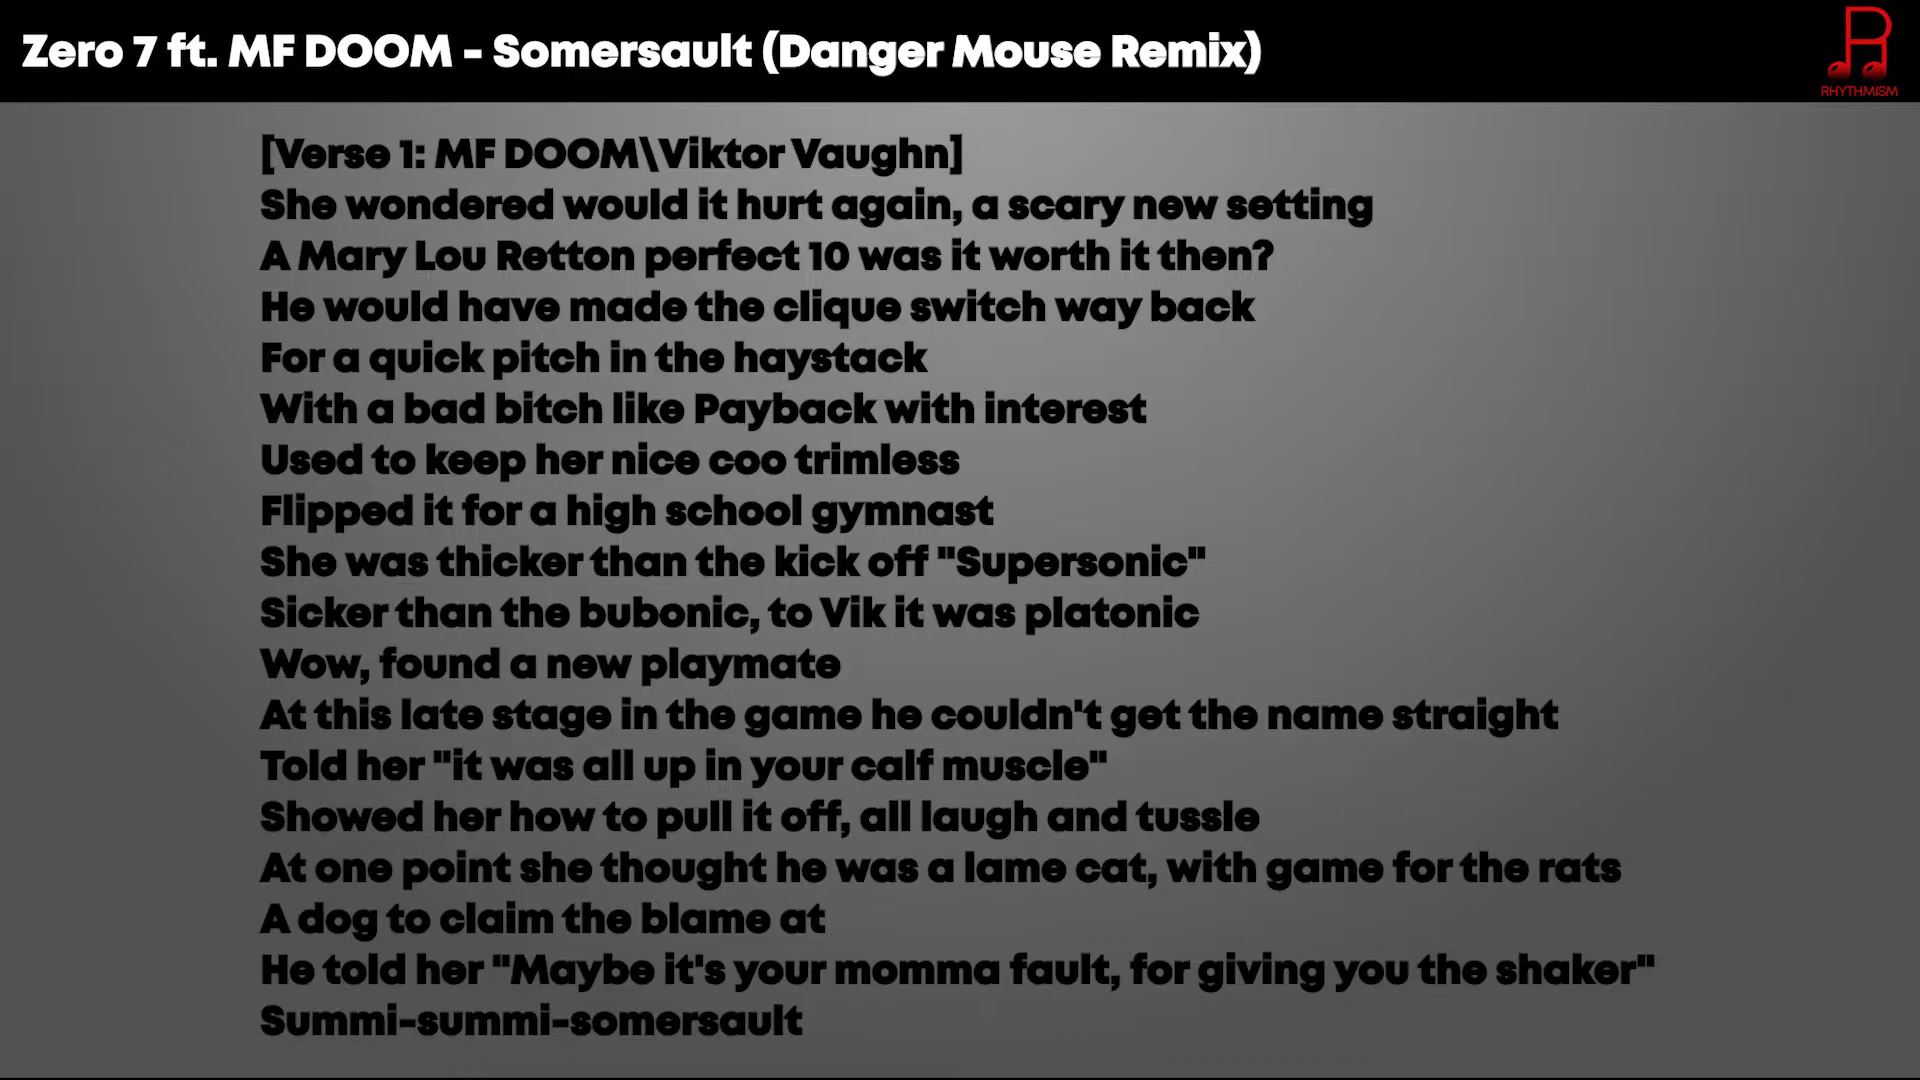 Zero 7 ft. MF DOOM - Somersault (Danger Mouse Remix)
RHYTHMISM
[Verse 1: MF DOOM\Viktor Vaughn]
She wondered would it hurt again, a scary new setting
A Mary Lou Retton perfect 10 was it worth it then?
He would have made the clique switch way back
For a quick pitch in the haystack
With a bad bitch like Payback with interest
Used to keep her nice coo trimless
Flipped it for a high school gymnast
She was thicker than the kick off "Supersonic"
Sicker than the bubonic, to Vik it was platonic
Wow, found a new playmate
At this late stage in the game he couldn't get the name straight
Told her "it was all up in your calf muscle"
Showed her how to pull it off, all laugh and tussle
At one point she thought he was a lame cat, with game for the rats
A dog to claim the blame at
He told her "Maybe it's your momma fault, for giving you the shaker"
Summi-summi-somersault